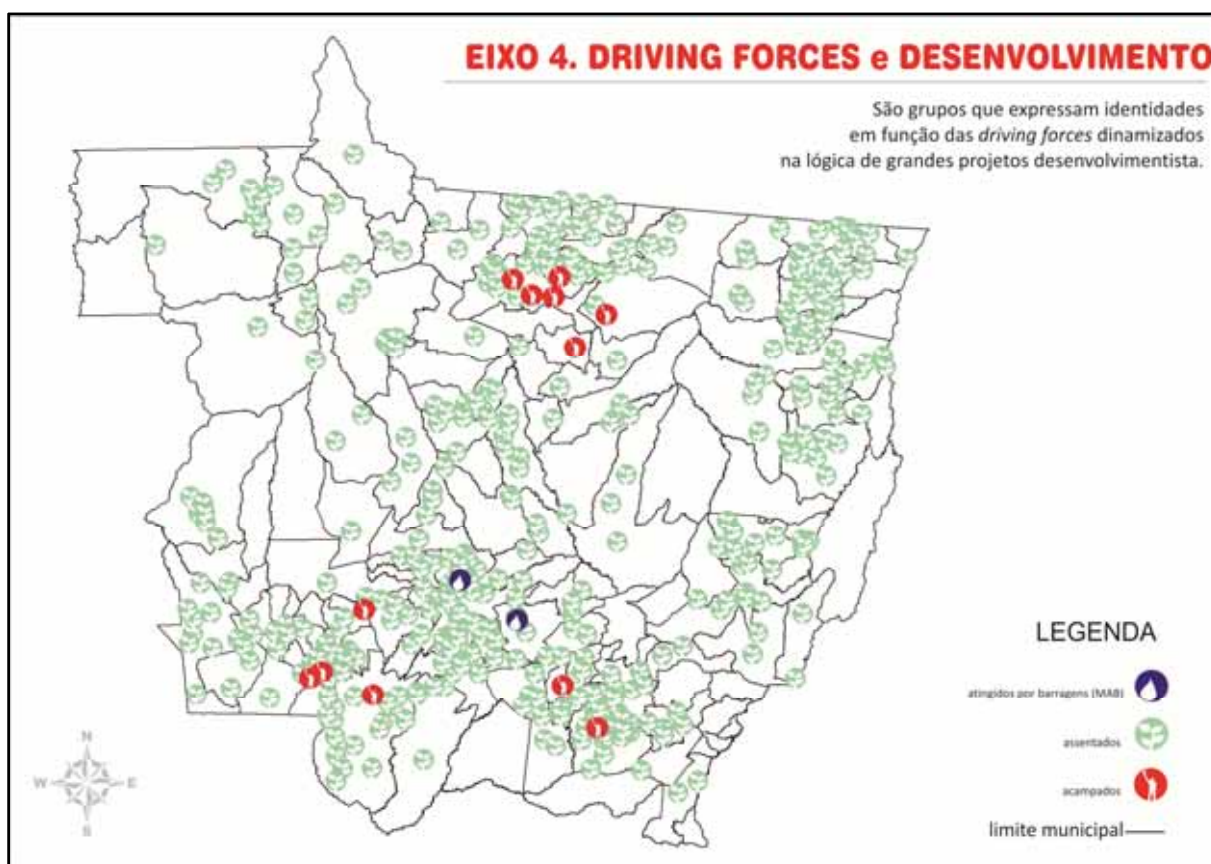 EIXO 4. DRIVING FORCES e DESENVOLVIMENTO
São grupos que expressam identidades
em função das driving forces dinamizados
na lógica de grandes projetos desenvolvimentista.
LEGENDA
atingidos por barragens (MAB)
assentados
acampados
limite municipal
N
W E
S